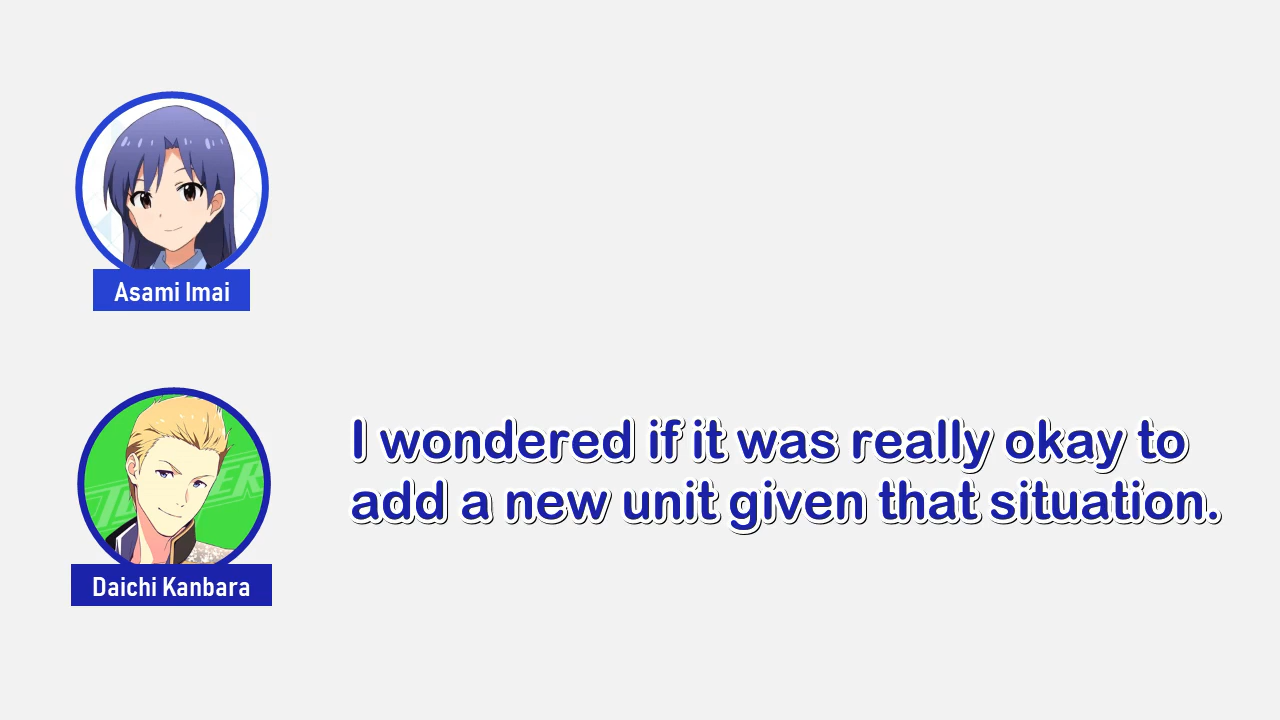 Asami Imai
I wondered if it was really okay to
add a new unit given that situation.
Daichi Kanbara